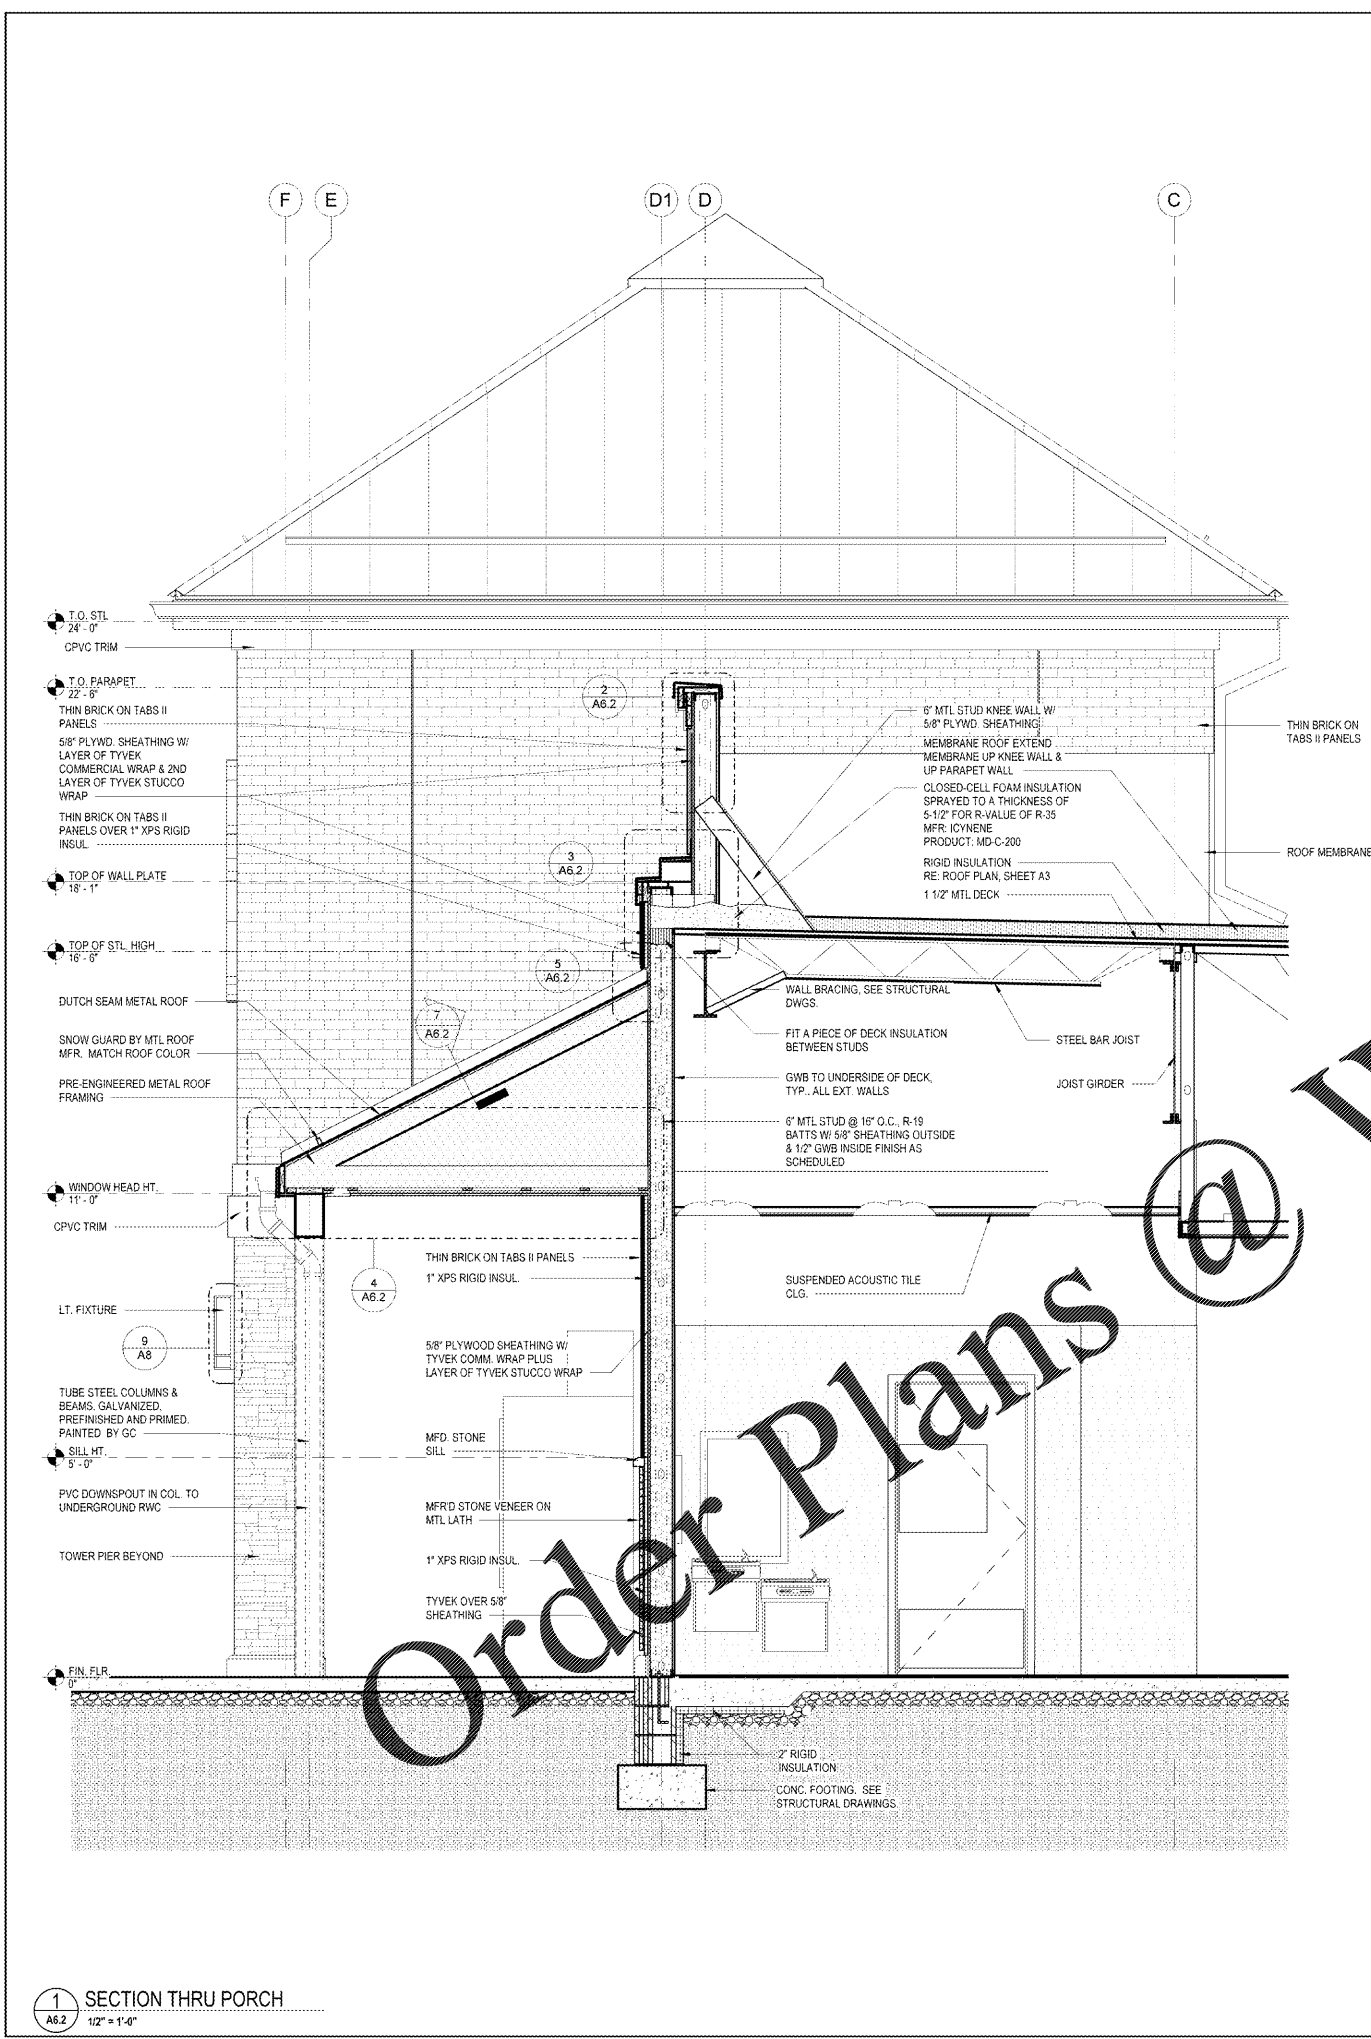 F
E
D1
D
C
T.O. STL
24' - 0"
CPVC TRIM
T.O. PARAPET
22' - 6"
THIN BRICK ON TABS II
PANELS
5/8" PLYWD. SHEATHING W/
LAYER OF TYVEK
COMMERCIAL WRAP & 2ND
LAYER OF TYVEK STUCCO
WRAP
THIN BRICK ON TABS II
PANELS OVER 1" XPS RIGID
INSUL.
TOP OF WALL PLATE
18' - 1"
TOP OF STL. HIGH
16' - 6"
DUTCH SEAM METAL ROOF
SNOW GUARD BY MTL ROOF
MFR. MATCH ROOF COLOR
PRE-ENGINEERED METAL ROOF
FRAMING
WINDOW HEAD HT.
11' - 0"
CPVC TRIM
LT. FIXTURE
9
A8
TUBE STEEL COLUMNS &
BEAMS. GALVANIZED,
PREFINISHED AND PRIMED.
PAINTED BY GC
SILL HT.
5' - 0"
PVC DOWNSPOUT IN COL. TO
UNDERGROUND RWC
TOWER PIER BEYOND
FIN. FLR.
0"
2
A6.2
3
A6.2
5
A6.2
7
A6.2
4
A6.2
THIN BRICK ON TABS II PANELS
1" XPS RIGID INSUL.
5/8" PLYWOOD SHEATHING W/
TYVEK COMM. WRAP PLUS
LAYER OF TYVEK STUCCO WRAP
MFD. STONE
SILL
MFR'D STONE VENEER ON
MTL LATH
1" XPS RIGID INSUL.
TYVEK OVER 5/8"
SHEATHING
6" MTL STUD KNEE WALL W/
5/8" PLYWD. SHEATHING
MEMBRANE ROOF EXTEND
MEMBRANE UP KNEE WALL &
UP PARAPET WALL
CLOSED-CELL FOAM INSULATION
SPRAYED TO A THICKNESS OF
5-1/2" FOR R-VALUE OF R-35
MFR: ICYNENE
PRODUCT: MD-C-200
RIGID INSULATION
RE: ROOF PLAN, SHEET A3
1 1/2" MTL DECK
THIN BRICK ON
TABS II PANELS
ROOF MEMBRANE
WALL BRACING, SEE STRUCTURAL
DWGS.
FIT A PIECE OF DECK INSULATION
BETWEEN STUDS
STEEL BAR JOIST
GWB TO UNDERSIDE OF DECK,
TYP.. ALL EXT. WALLS
JOIST GIRDER
6" MTL STUD @ 16" O.C., R-19
BATTS W/ 5/8" SHEATHING OUTSIDE
& 1/2" GWB INSIDE FINISH AS
SCHEDULED
SUSPENDED ACOUSTIC TILE
CLG.
2" RIGID
INSULATION
CONC. FOOTING. SEE
STRUCTURAL DRAWINGS
Order Plans @
1
A6.2
SECTION THRU PORCH
1/2" = 1'-0"